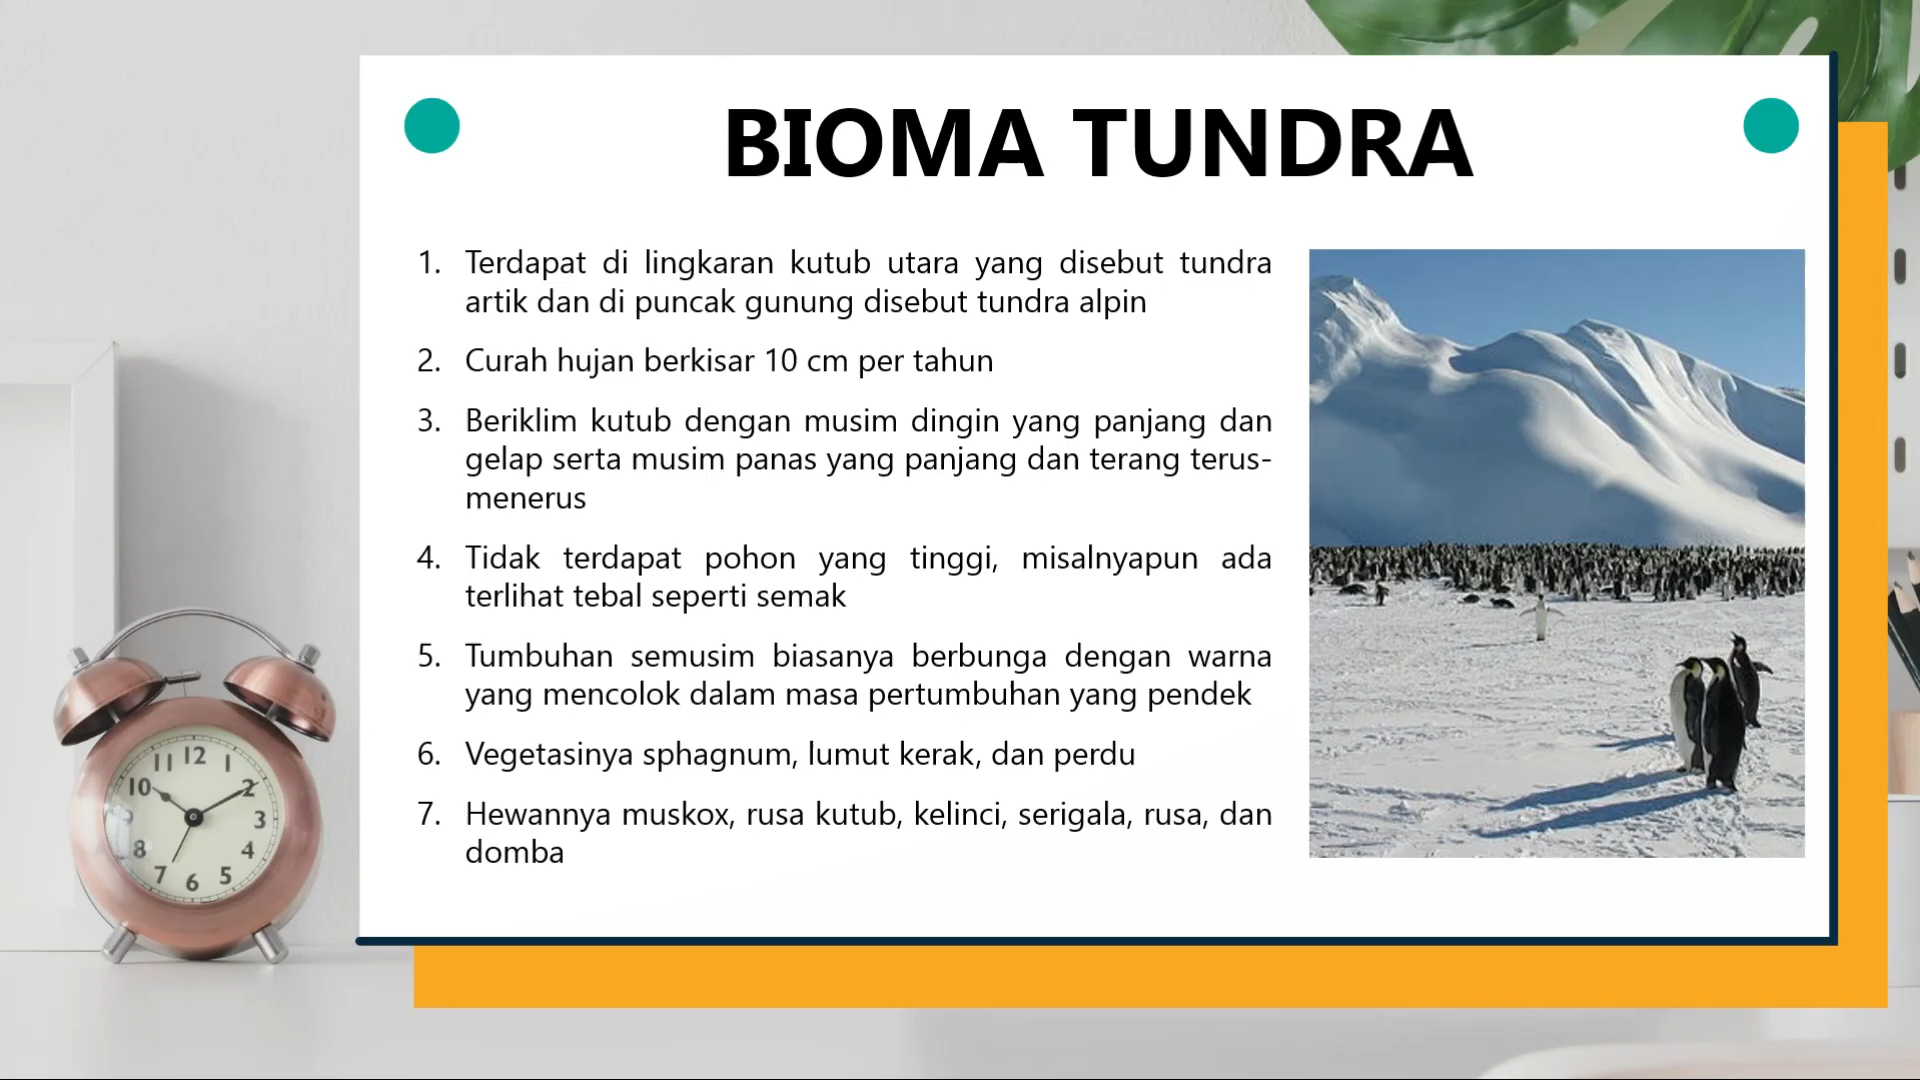 BIOMA TUNDRA
1. Terdapat di lingkaran kutub utara yang disebut tundra
artik dan di puncak gunung disebut tundra alpin
2. Curah hujan berkisar 10 cm per tahun
3. Beriklim kutub dengan musim dingin yang panjang dan
gelap serta musim panas yang panjang dan terang terus-
menerus
4. Tidak terdapat pohon yang tinggi, misalnyapun ada
terlihat tebal seperti semak
5. Tumbuhan semusim biasanya berbunga dengan warna
yang mencolok dalam masa pertumbuhan yang pendek
6. Vegetasinya sphagnum, lumut kerak, dan perdu
7. Hewannya muskox, rusa kutub, kelinci, serigala, rusa, dan
domba
12
11 1
10 2
9 3
8 4
7 5
6